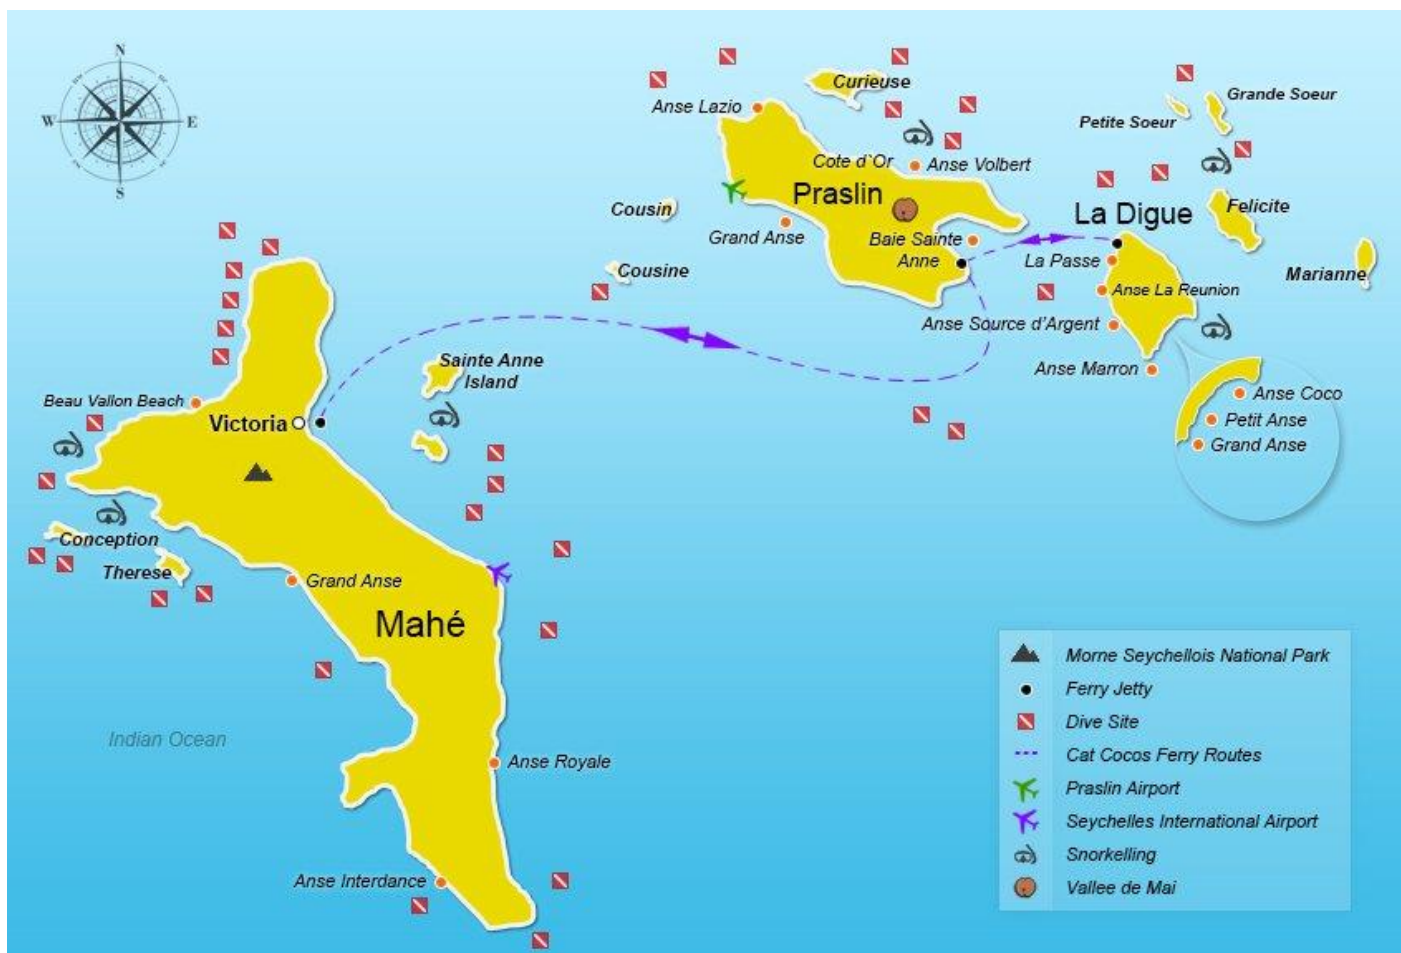 N
W
E
S
Curieuse
Anse Lazio
Grande Soeur
Petite Soeur
Cote d`Or
Anse Volbert
Praslin
Cousin
Grand Anse
Baie Sainte
Anne
La Digue
Felicite
La Passe
Marianne
Cousine
Anse La Reunion
Anse Source d'Argent
Anse Marron
Anse Coco
Petit Anse
Grand Anse
Sainte Anne
Island
Beau Vallon Beach
Victoria
Conception
Therese
Grand Anse
Mahé
Indian Ocean
Anse Royale
Anse Interdance
Morne Seychellois National Park
Ferry Jetty
Dive Site
Cat Cocos Ferry Routes
Praslin Airport
Seychelles International Airport
Snorkelling
Vallee de Mai